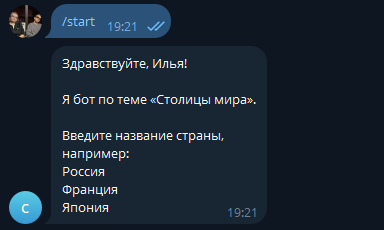 /start
19:21
Здравствуйте, Илья!
Я бот по теме «Столицы мира».
Введите название страны,
например:
Россия
Франция
Япония
19:21
С